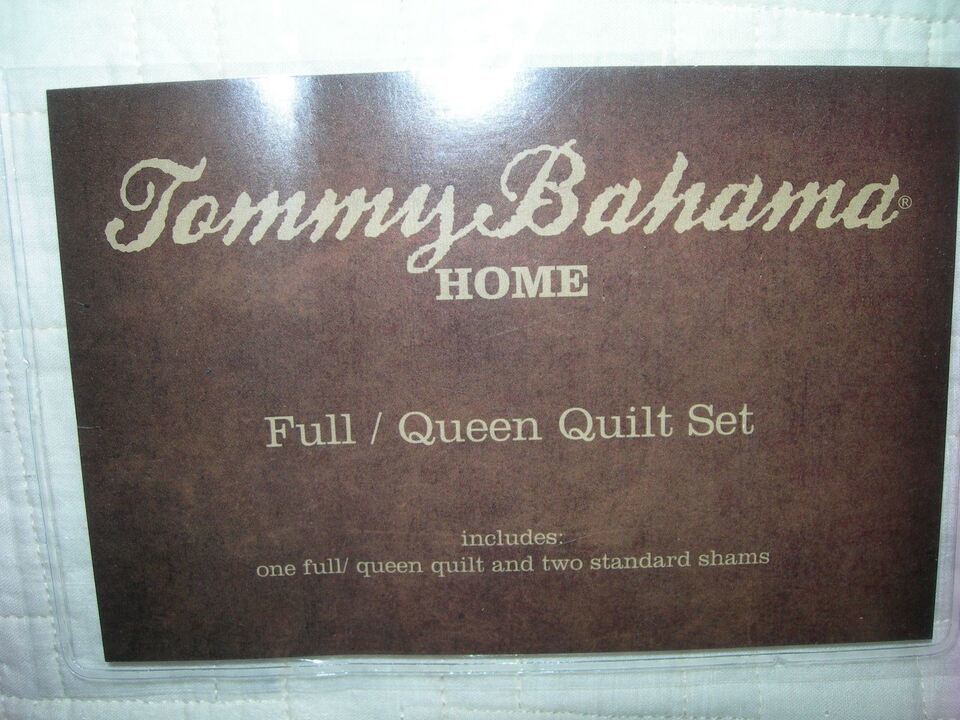 Tommy Bahama®
HOME
Full / Queen Quilt Set
includes:
one full/ queen quilt and two standard shams